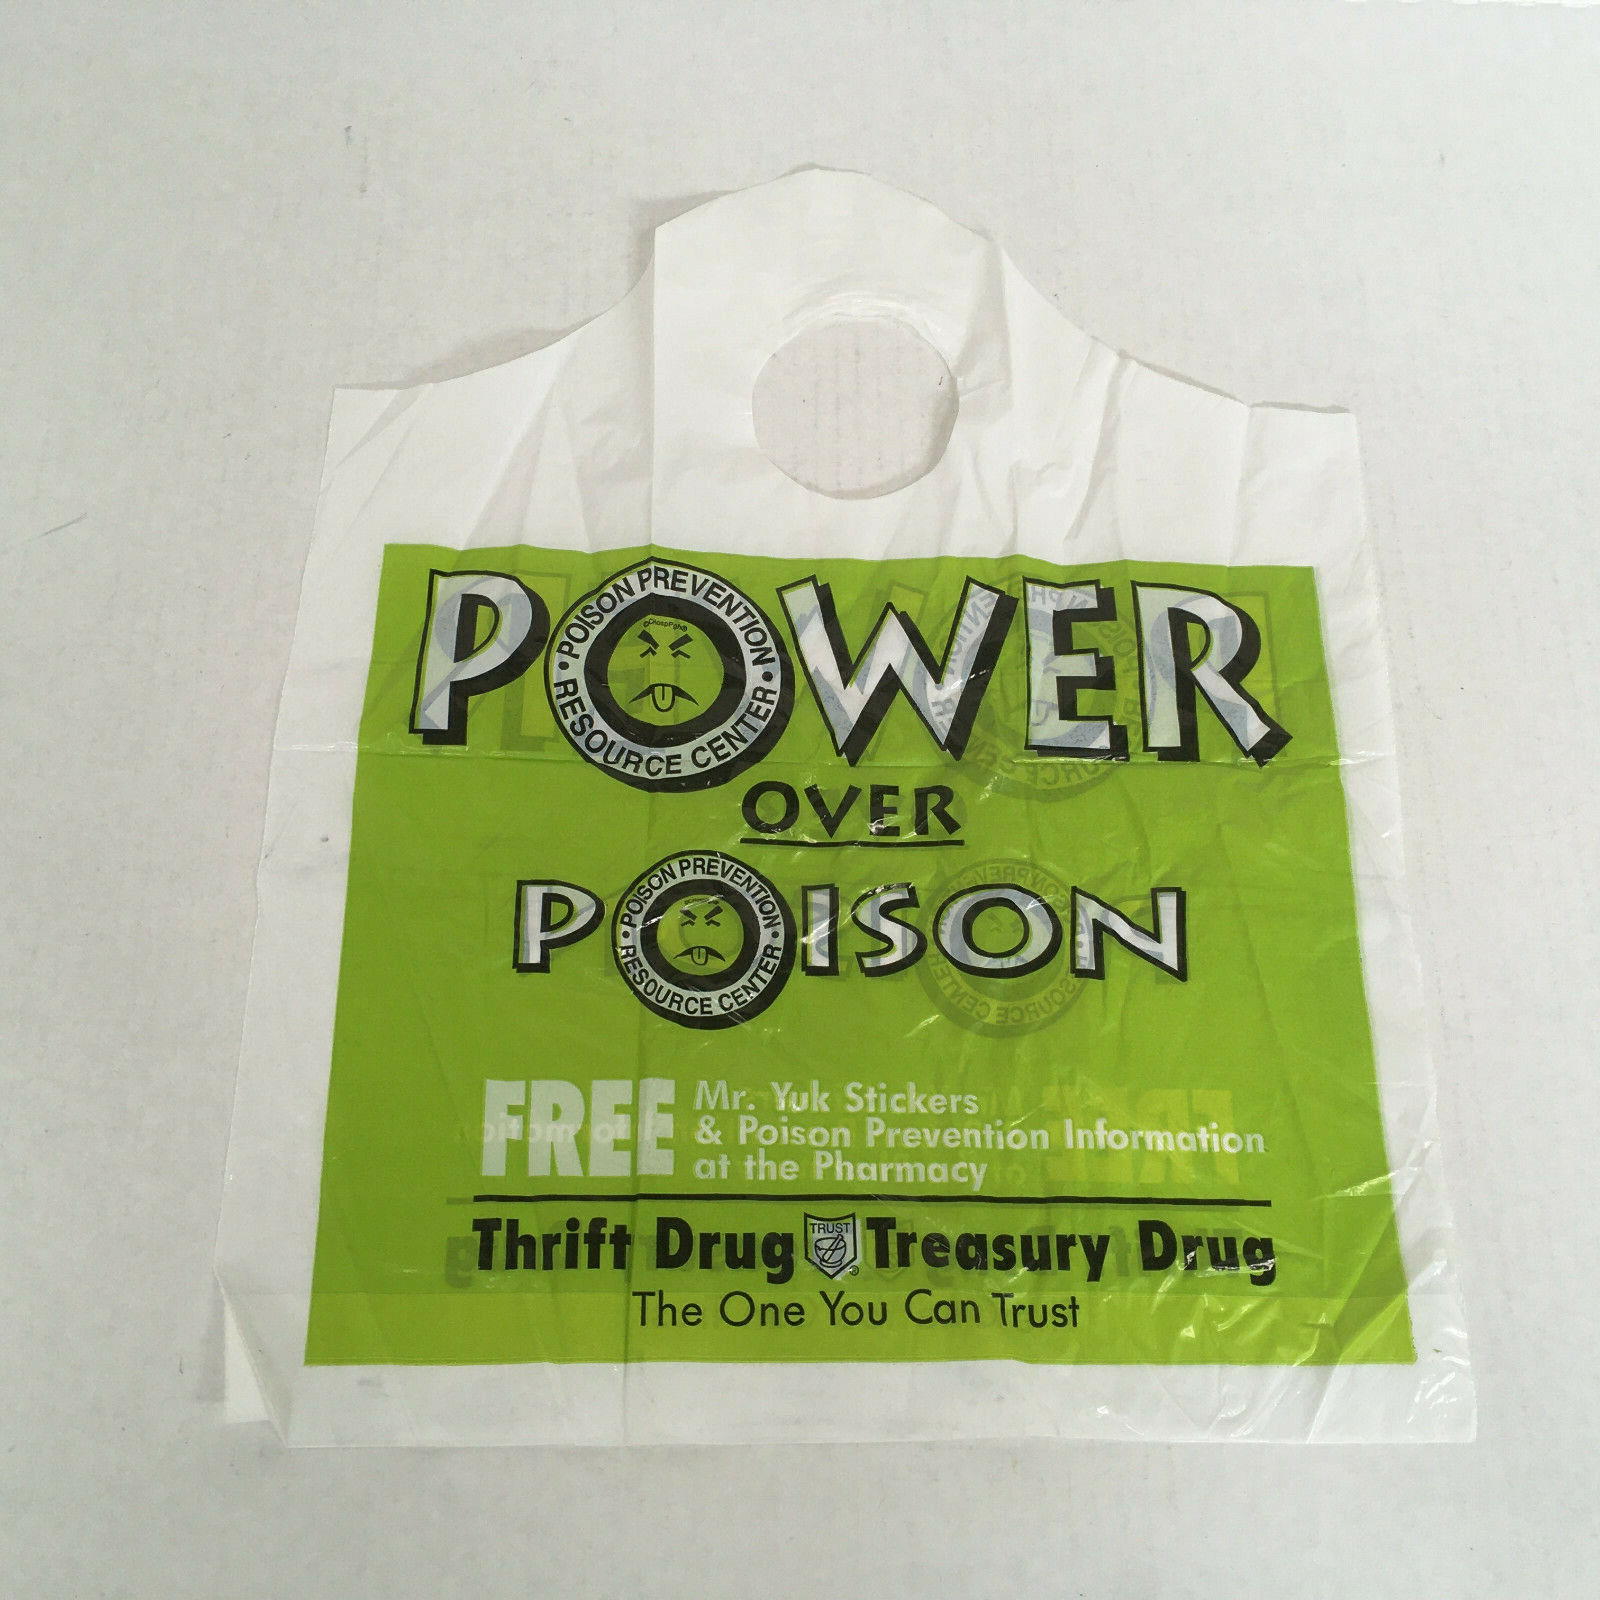 POWER
POISON PREVENTION
RESOURCE CENTER
OVER
POISON
POISON PREVENTION
RESOURCE CENTER
FREE Mr. Yuk Stickers
& Poison Prevention Information
at the Pharmacy
Thrift Drug TRUST ® Treasury Drug
The One You Can Trust